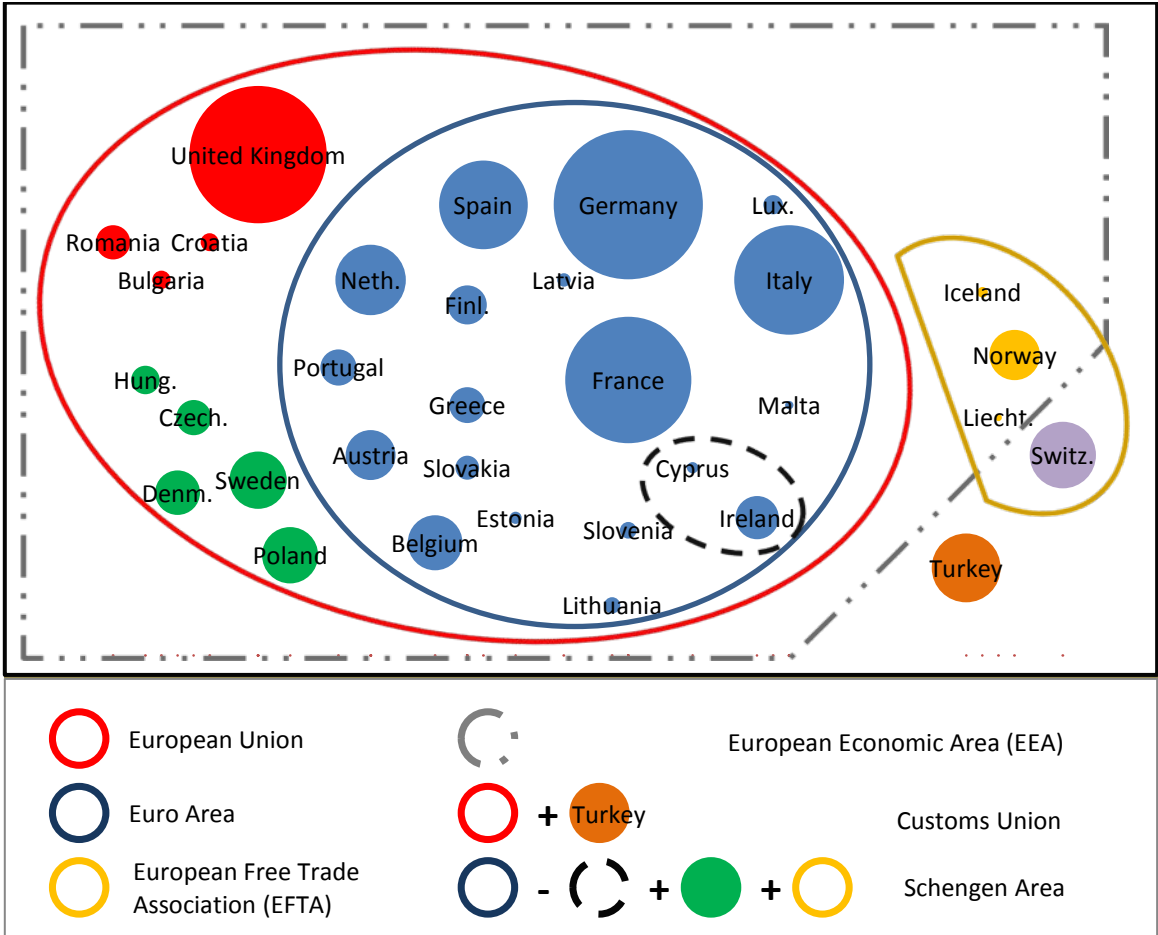 United Kingdom
Spain
Germany
Lux.
Romania
Croatia
Bulgaria
Neth.
Latvia
Italy
Finl.
Iceland
Norway
Hung.
Portugal
France
Czech.
Greece
Malta
Liecht.
Austria
Slovakia
Cyprus
Switz.
Denm.
Sweden
Estonia
Ireland
Poland
Belgium
Slovenia
Turkey
Lithuania
European Union
European Economic Area (EEA)
Euro Area
+ Turkey
Customs Union
European Free Trade
Association (EFTA)
- + +
Schengen Area